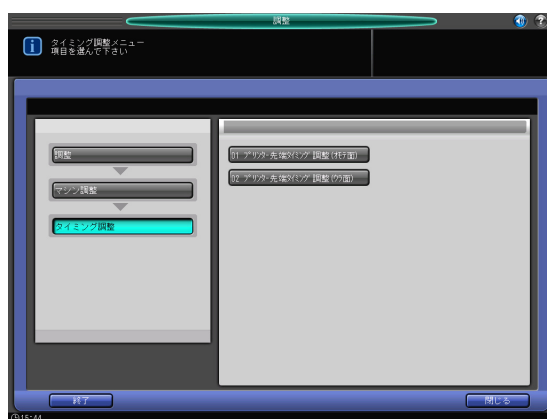 調整
タイミング調整メニュー
項目を選んで下さい
調整
マシン調整
タイミング調整
01 プリンター先端タイミング調整(オモテ面)
02 プリンター先端タイミング調整(ウラ面)
終了
閉じる
15:44